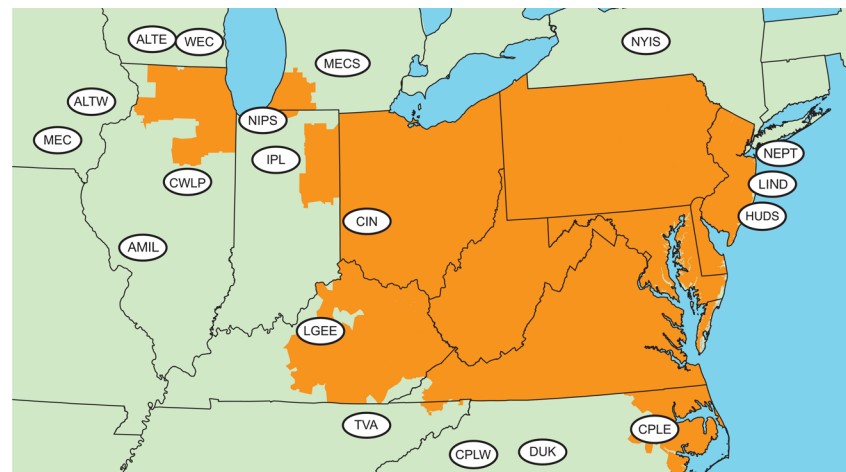 ALTE
WEC
NYIS
MECS
ALTW
NIPS
MEC
NEPT
IPL
CWLP
LIND
HUDS
CIN
AMIL
LGEE
TVA
CPLE
DUK
CPLW